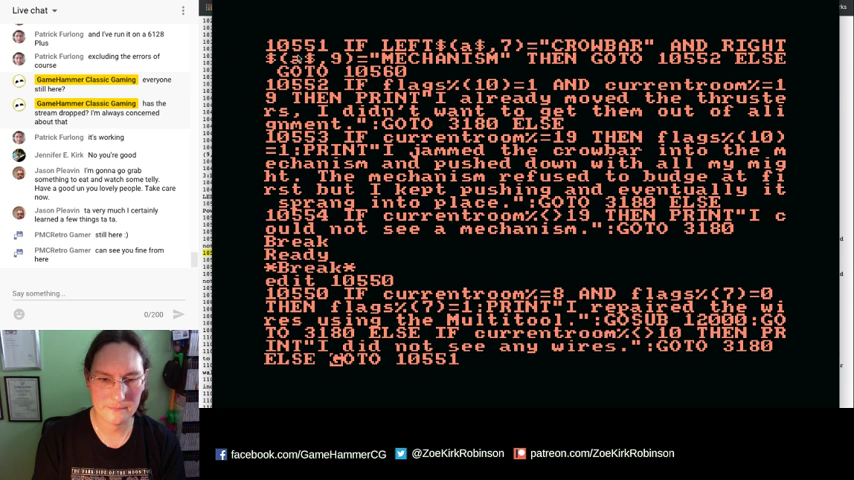 Live chat
Patrick Furlong and I've run it on a 6128
Plus
Patrick Furlong excluding the errors of
course
GameHammer Classic Gaming everyone
still here?
GameHammer Classic Gaming has the
stream dropped? I'm always concerned
about that
Patrick Furlong it's working
Jennifer E. Kirk No you're good
Jason Pleavin I'm gonna go grab
something to eat and watch some telly.
Have a good un you lovely people. Take care
now.
Jason Pleavin ta very much I certainly
learned a few things ta ta.
PMCRetro Gamer still here :)
PMCRetro Gamer can see you fine from
here
Say something...
0/200
10551 IF LEFT$(a$,7)="CROWBAR" AND RIGHT
$(a$,9)="MECHANISM" THEN GOTO 10552 ELSE
GOTO 10560
10552 IF flags%(10)=1 AND currentroom%=1
9 THEN PRINT"I already moved the thruste
rs, I didn't want to get them out of ali
gnment.":GOTO 3180 ELSE
10553 IF currentroom%=19 THEN flags%(10)
=1:PRINT"I jammed the crowbar into the m
echanism and pushed down with all my mig
ht. The mechanism refused to budge at fi
rst but I kept pushing and eventually it
sprang into place.":GOTO 3180 ELSE
10554 IF currentroom%<>19 THEN PRINT"I c
ould not see a mechanism.":GOTO 3180
Break
Ready
*Break*
edit 10550
10550 IF currentroom%=8 AND flags%(7)=0
THEN flags%(7)=1:PRINT"I repaired the wi
res using the Multitool.":GOSUB 12000:GO
TO 3180 ELSE IF currentroom%<>10 THEN PR
INT"I did not see any wires.":GOTO 3180
ELSE GOTO 10551
facebook.com/GameHammerCG @ZoeKirkRobinson patreon.com/ZoeKirkRobinson